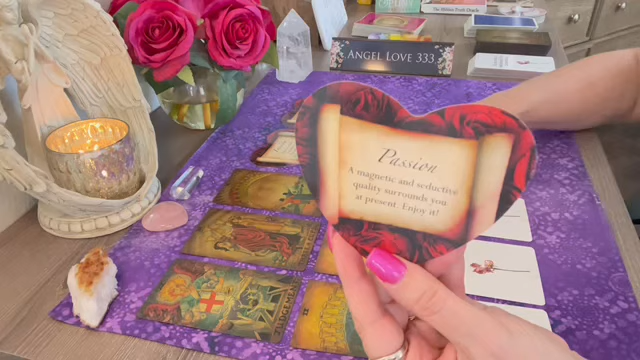 ANGEL LOVE 333
Passion
A magnetic and seductive
quality surrounds you
at present. Enjoy it!